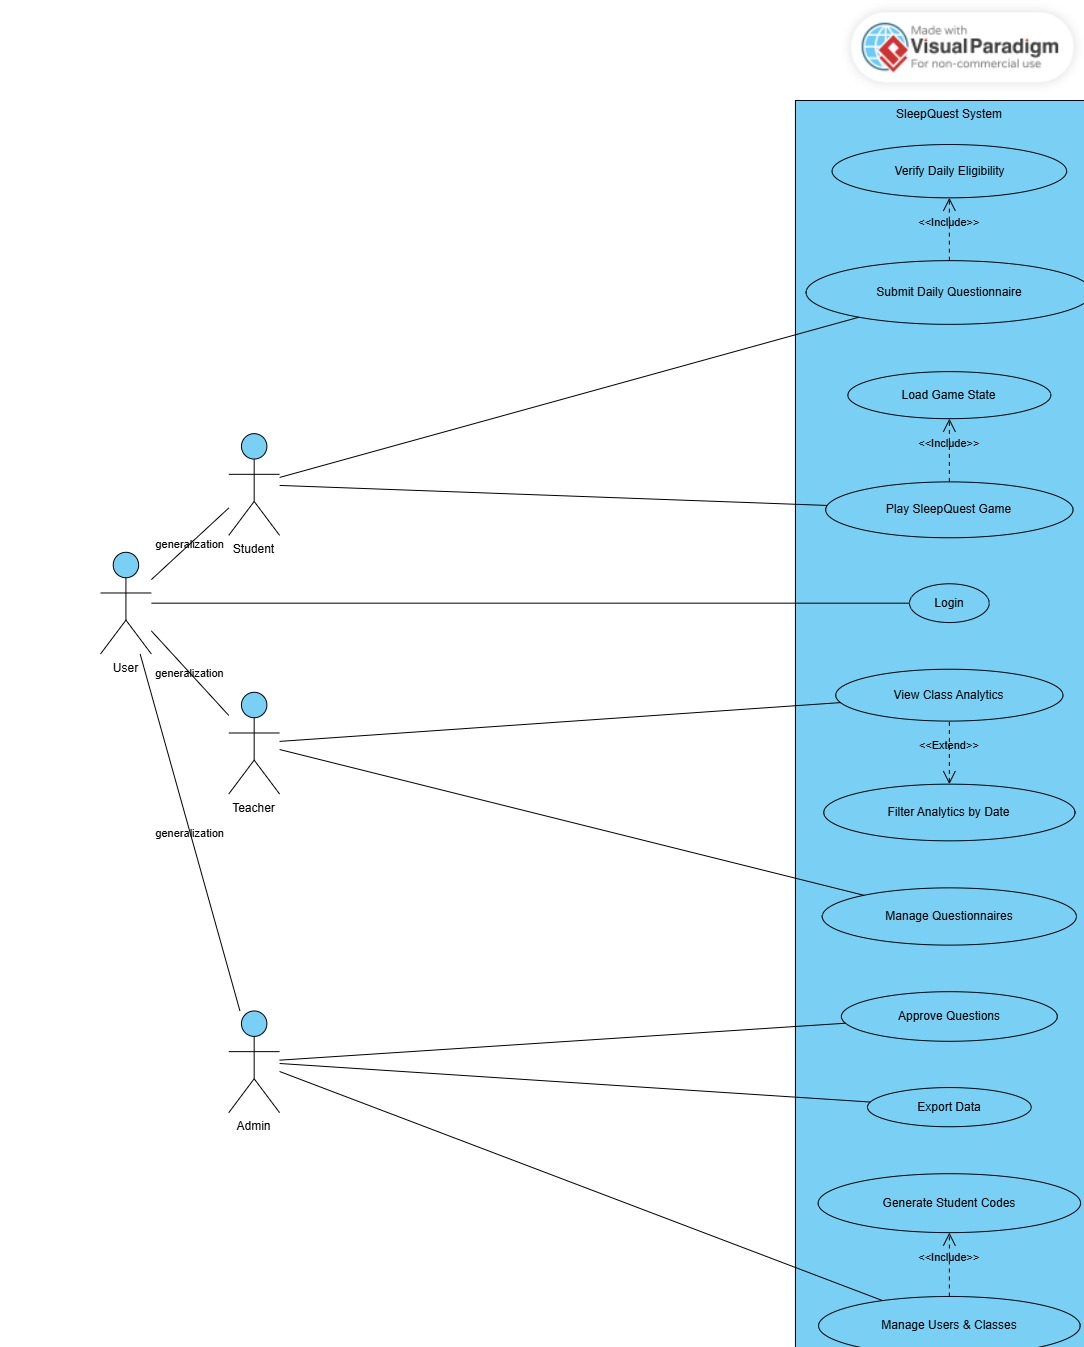 Made with
Visual Paradigm
For non-commercial use
SleepQuest System
Verify Daily Eligibility
<<Include>>
Submit Daily Questionnaire
Load Game State
<<Include>>
Play SleepQuest Game
Student
generalization
Login
User
generalization
View Class Analytics
<<Extend>>
Filter Analytics by Date
Teacher
generalization
Manage Questionnaires
Approve Questions
Export Data
Admin
Generate Student Codes
<<Include>>
Manage Users & Classes